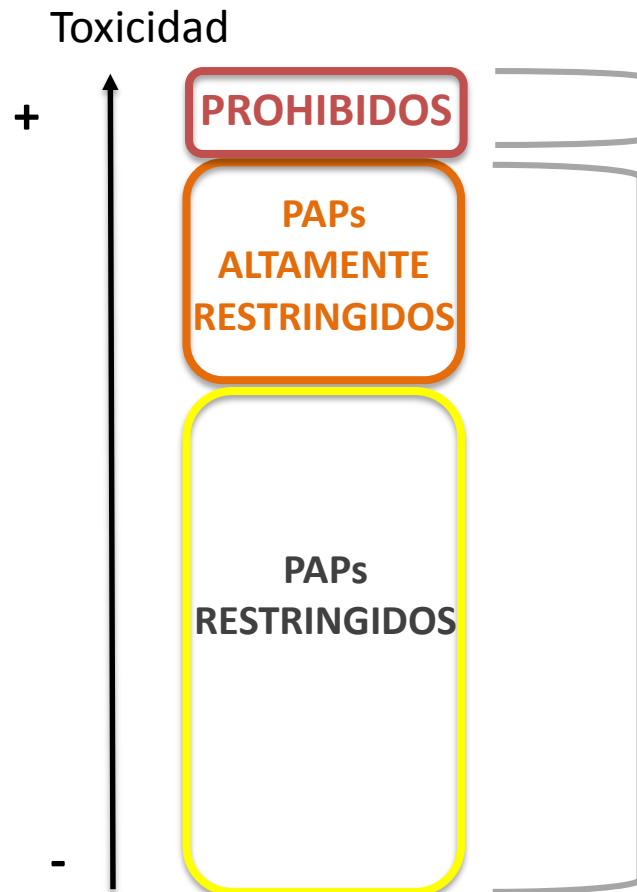 Toxicidad
+
PROHIBIDOS
PAPs
ALTAMENTE
RESTRINGIDOS
PAPs
RESTRINGIDOS
-